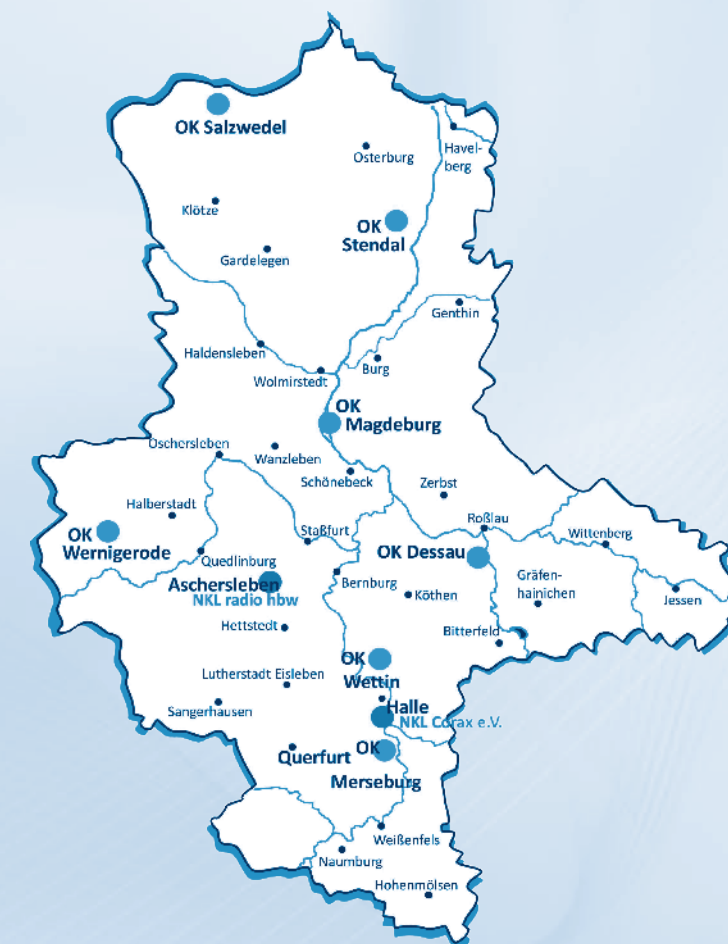 OK Salzwedel
Osterburg
Havel-
berg
Klötze
OK
Stendal
Gardelegen
Genthin
Haldensleben
Wolmirstedt
Burg
OK
Magdeburg
Oschersleben
Wanzleben
Schönebeck
Zerbst
Halberstadt
Roßlau
Wittenberg
OK
Wernigerode
Staßfurt
OK Dessau
Quedlinburg
Aschersleben
NKL radio hbw
Bernburg
Köthen
Gräfen-
hainichen
Jessen
Hettstedt
Bitterfeld
OK
Wettin
Lutherstadt Eisleben
Sangerhausen
Halle
NKL Corax e.V.
Querfurt
OK
Merseburg
Weißenfels
Naumburg
Hohenmölsen